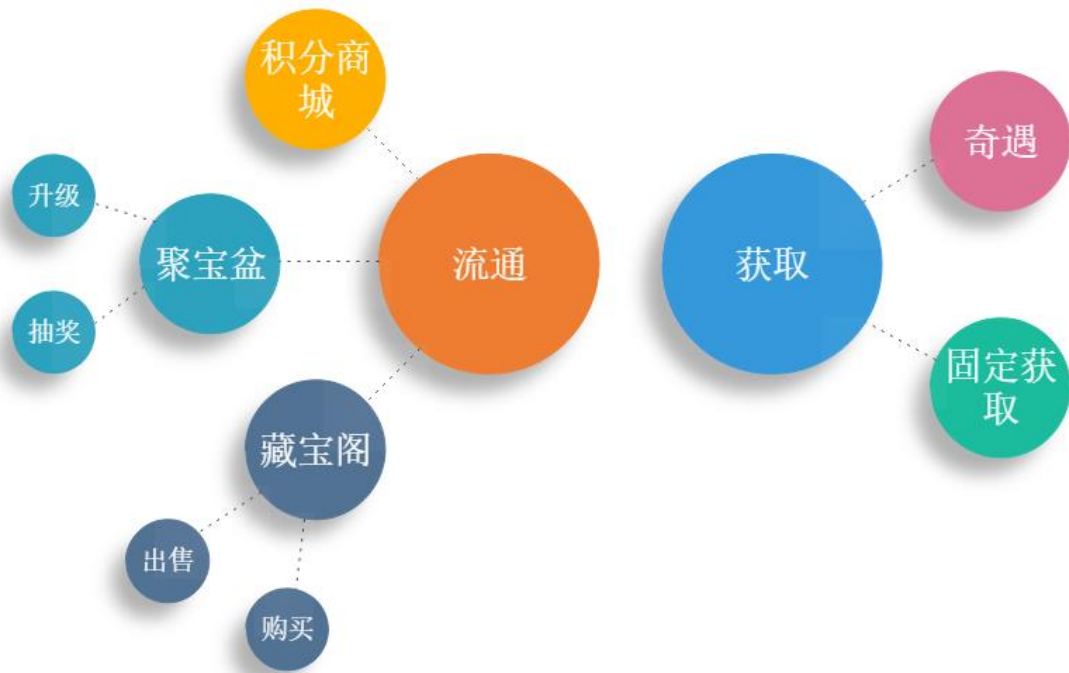 积分商
城
奇遇
升级
聚宝盆
流通
获取
抽奖
固定获
取
藏宝阁
出售
购买